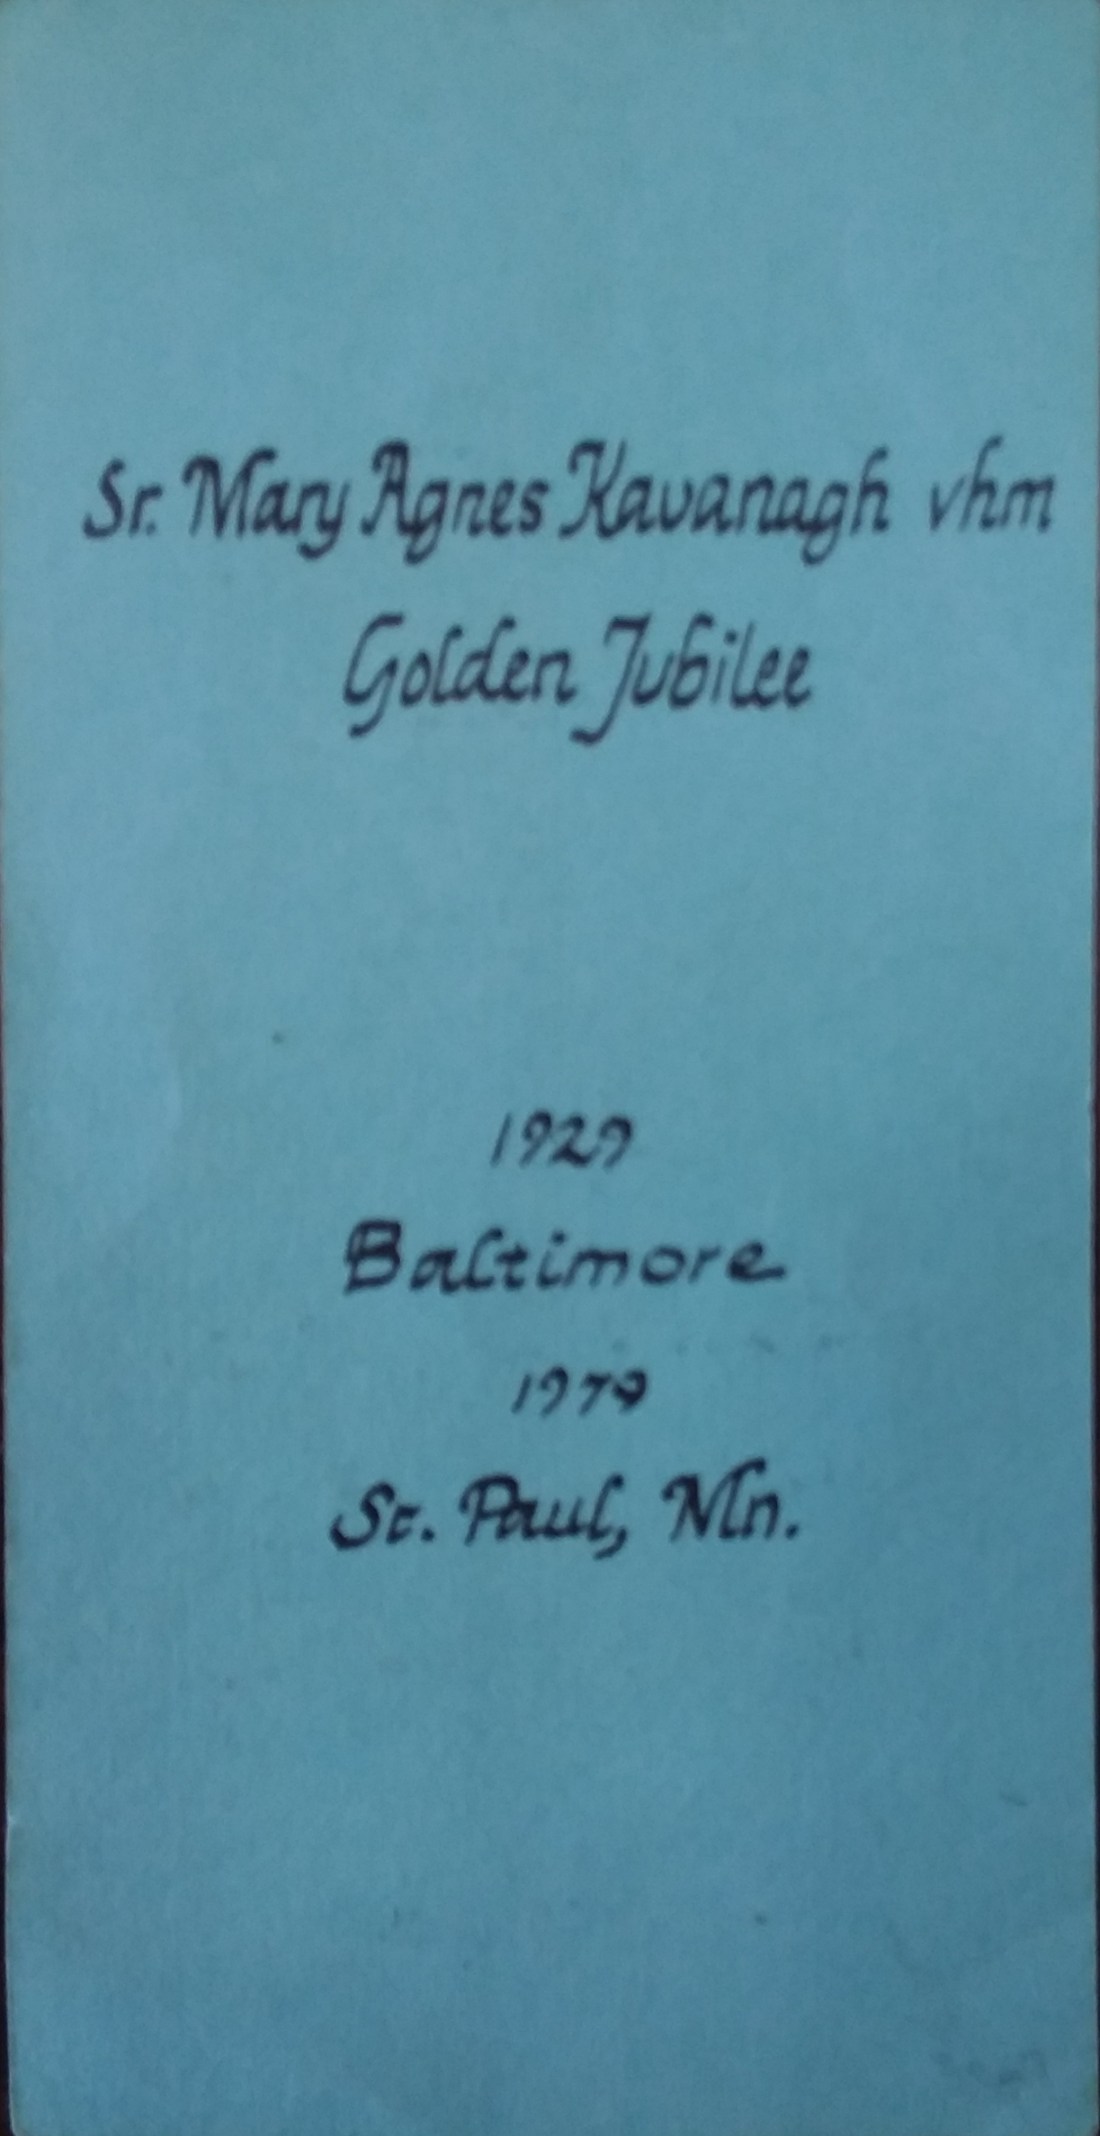 Sr. Mary Agnes Kavanagh vhm
Golden Jubilee
1929
Baltimore
1979
St. Paul, Mn.